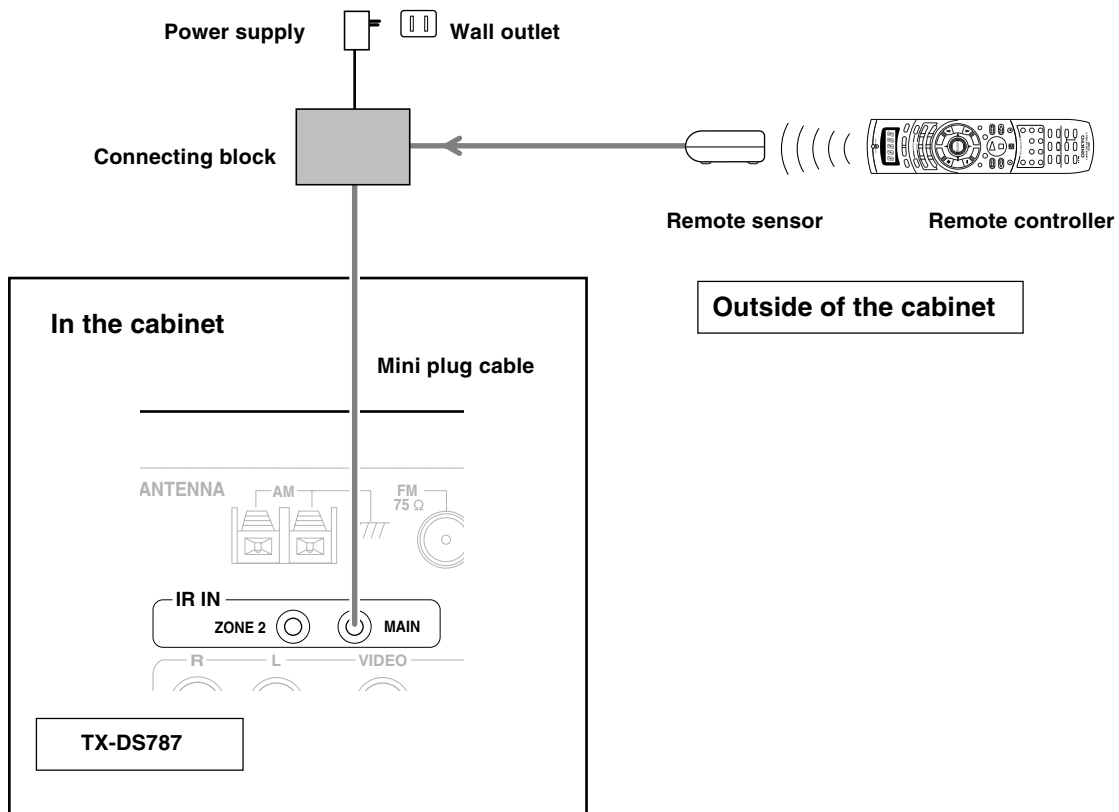 Power supply
Wall outlet
Connecting block
Remote sensor
Remote controller
Outside of the cabinet
In the cabinet
Mini plug cable
ANTENNA
AM
FM
75 Ω
IR IN
ZONE 2
MAIN
R
L
VIDEO
TX-DS787
ONKYO